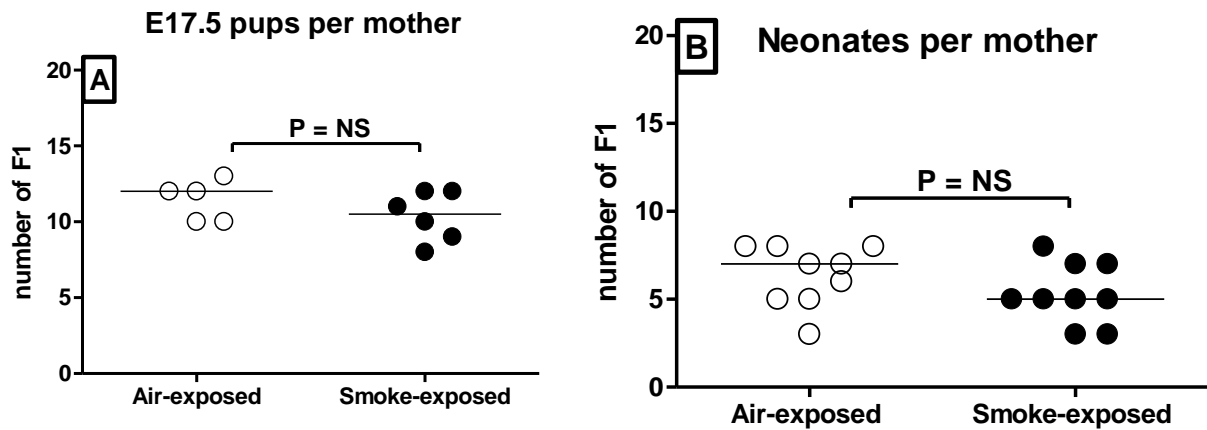 E17.5 pups per mother
A
20
15
10
5
0
number of F1
P = NS
Air-exposed
Smoke-exposed
Neonates per mother
B
20
15
10
5
0
number of F1
P = NS
Air-exposed
Smoke-exposed